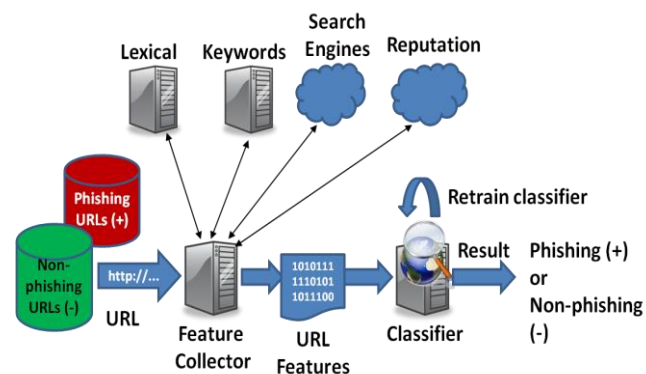 Search
Engines
Lexical
Keywords
Reputation
Phishing
URLs (+)
Retrain classifier
Non-
phishing
URLs (-)
http://...
1010111
1110101
1011100
Result
Phishing (+)
or
Non-phishing
(-)
URL
Feature
Collector
URL
Features
Classifier